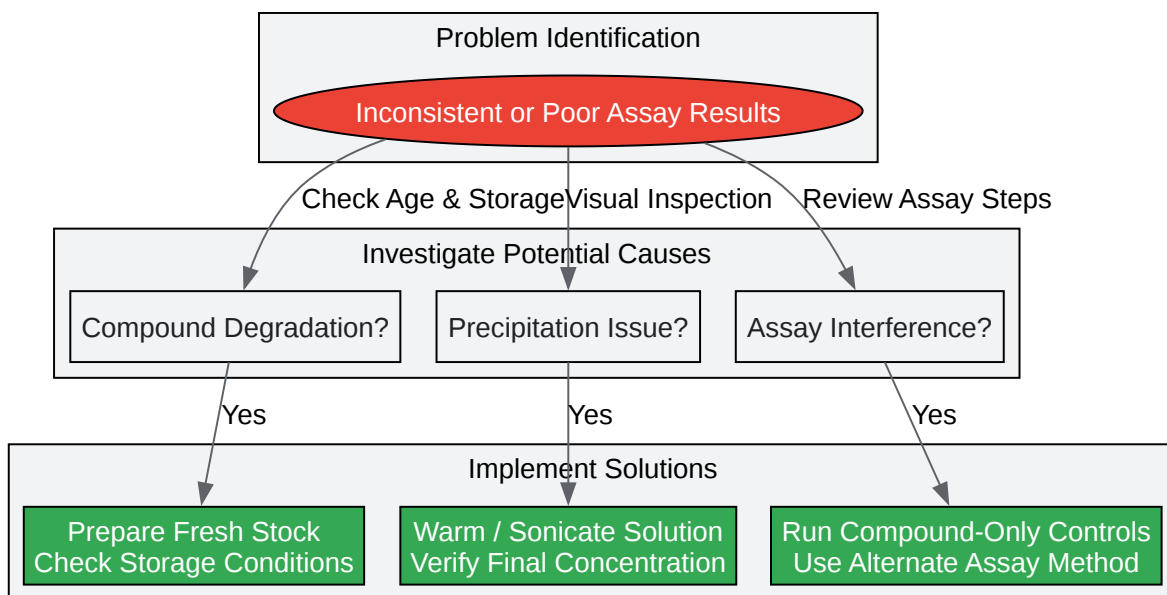 Problem Identification
Inconsistent or Poor Assay Results
Check Age & Storage
Visual Inspection
Review Assay Steps
Investigate Potential Causes
Compound Degradation?
Precipitation Issue?
Assay Interference?
Yes
Yes
Yes
Implement Solutions
Prepare Fresh Stock
Check Storage Conditions
Warm / Sonicate Solution
Verify Final Concentration
Run Compound-Only Controls
Use Alternate Assay Method